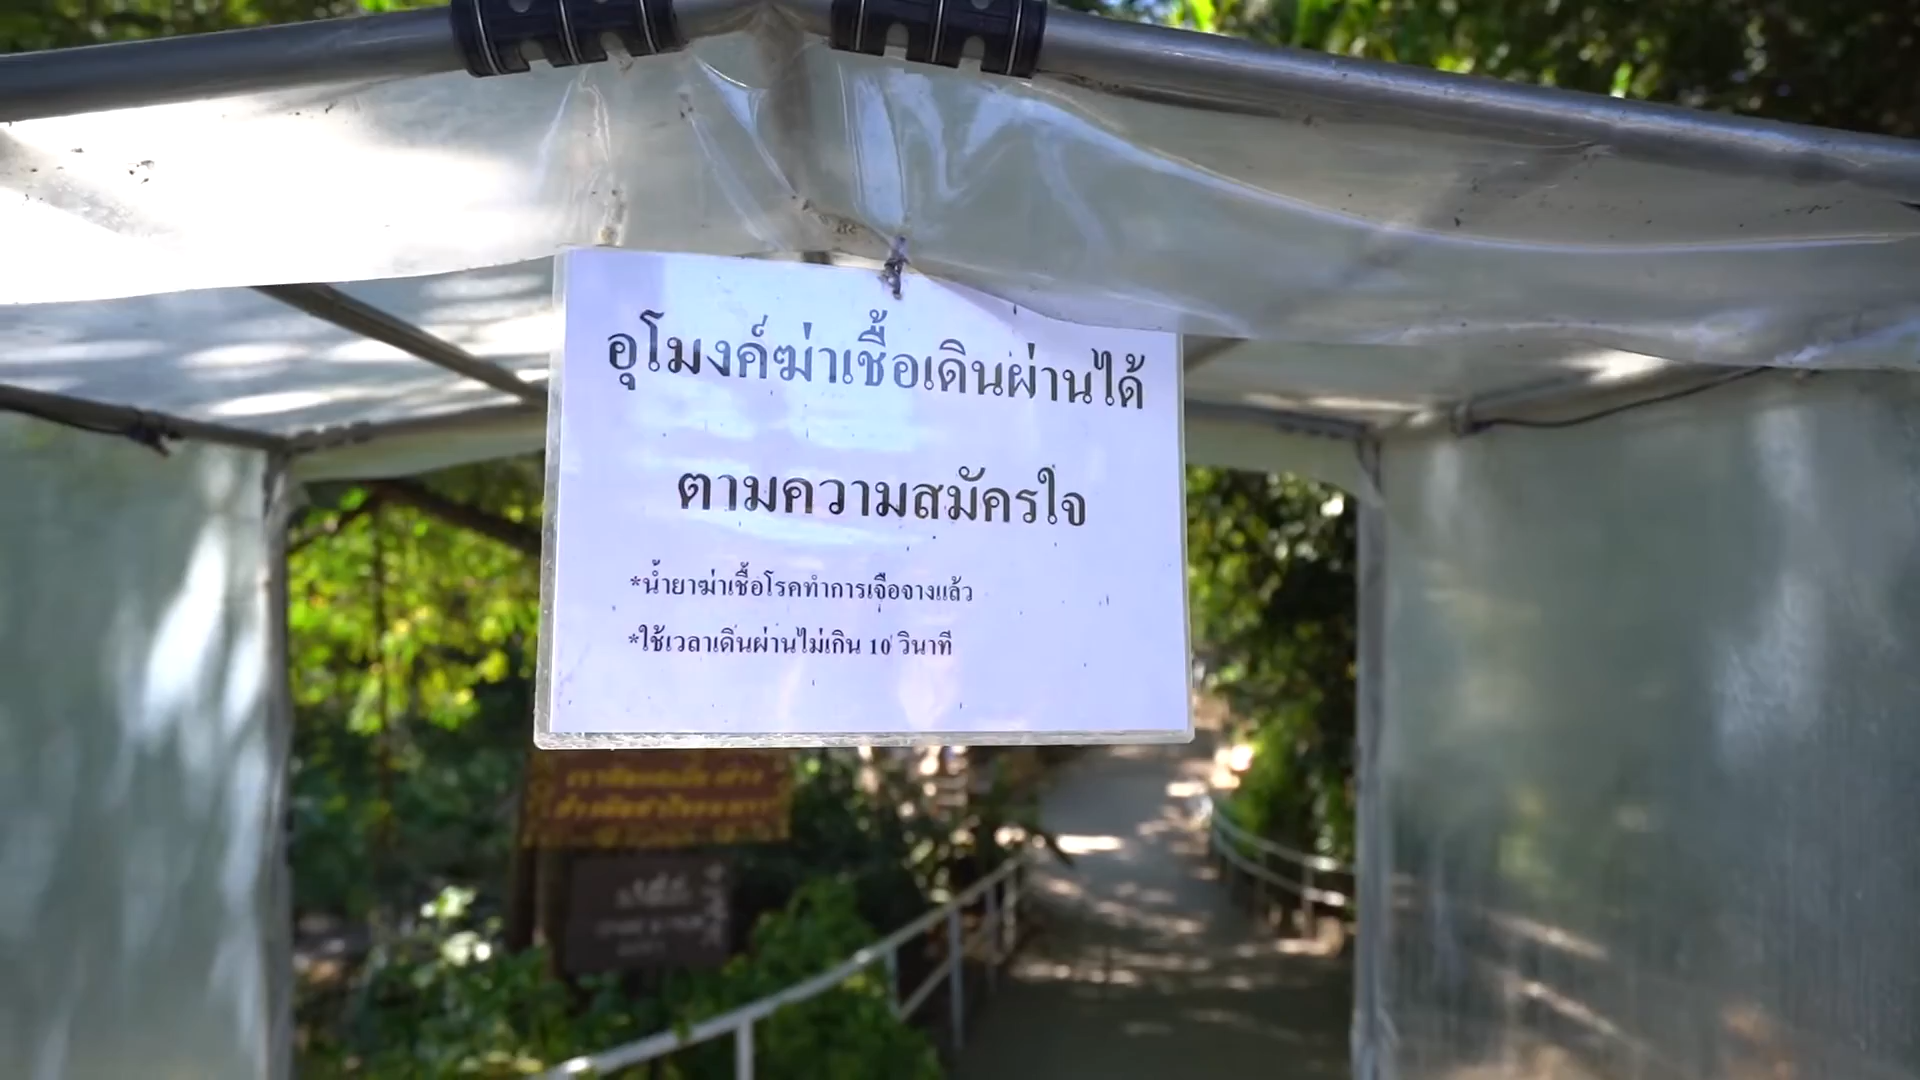 อุโมงค์ฆ่าเชื้อเดินผ่านได้
ตามความสมัครใจ
*น้ำยาฆ่าเชื้อโรคทำการเจือจางแล้ว
*ใช้เวลาเดินผ่านไม่เกิน 10 วินาที